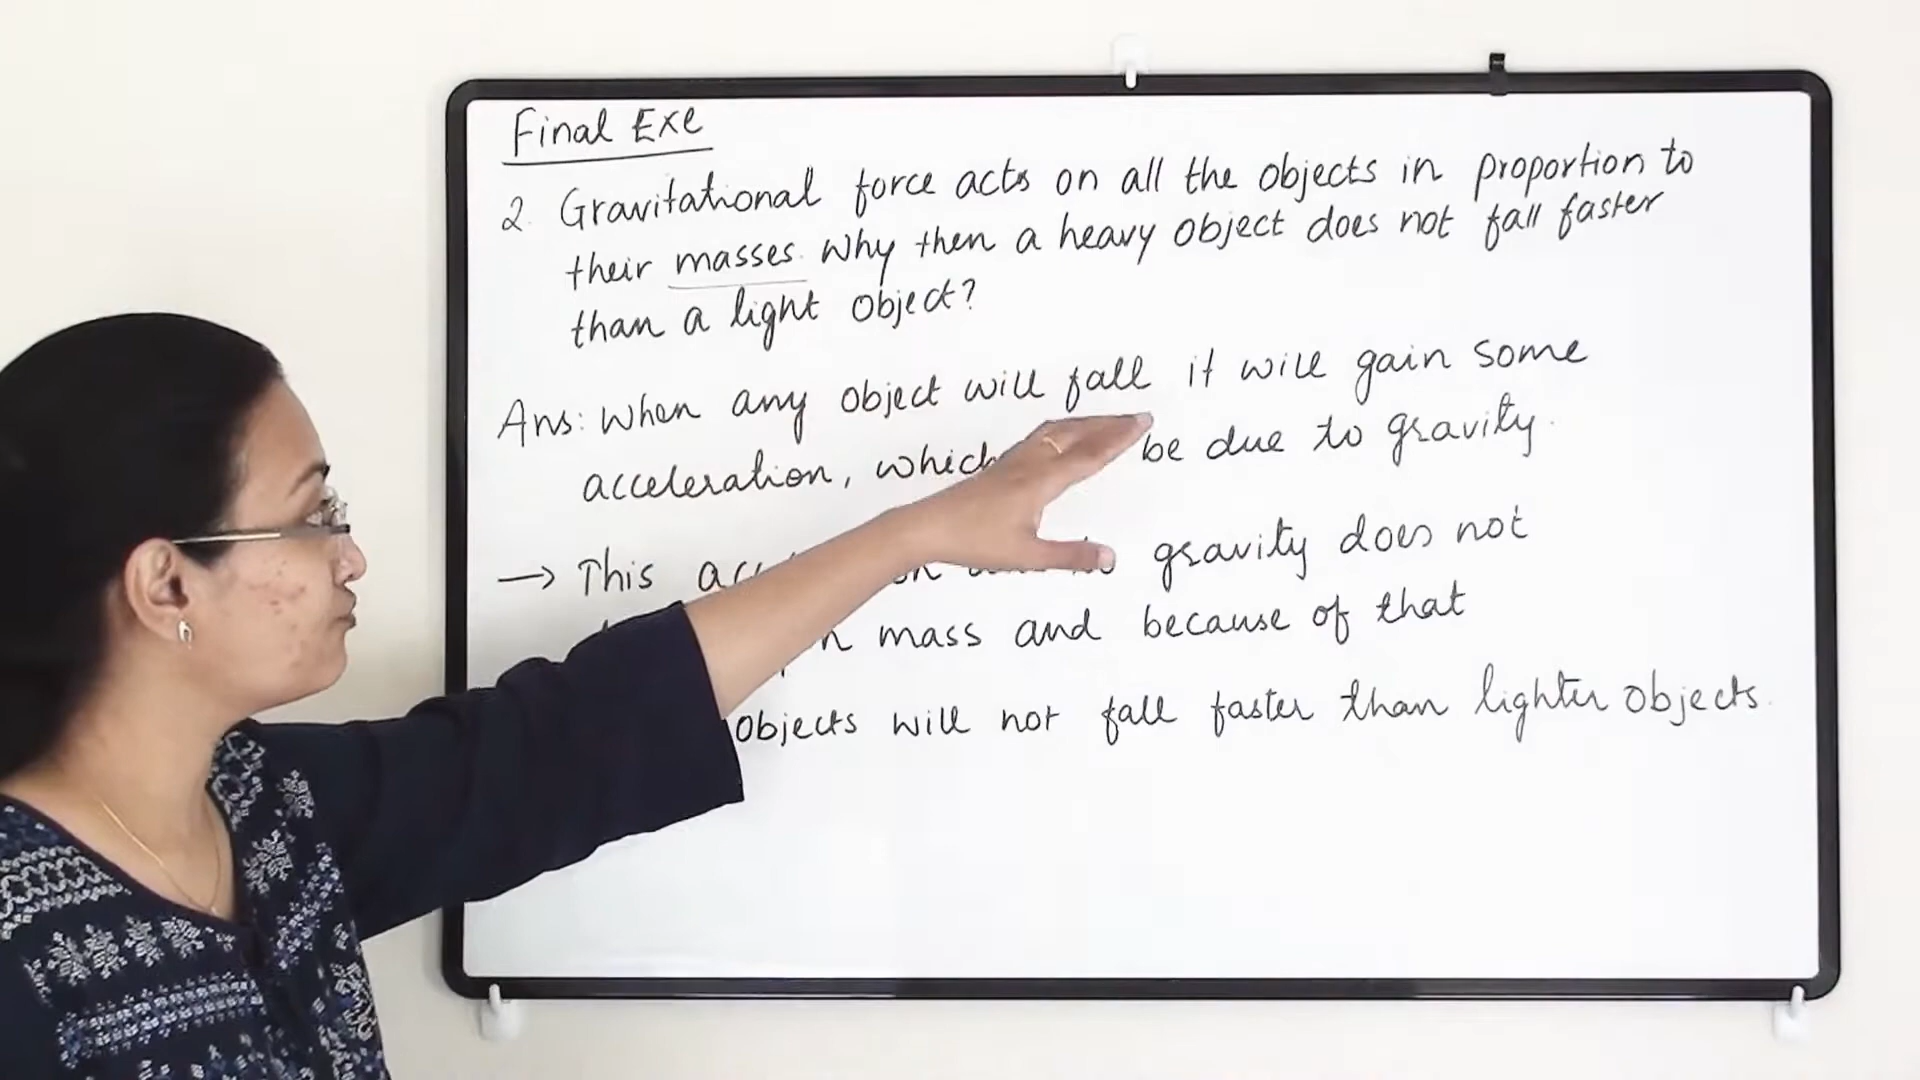 Final Exe
2. Gravitational force acts on all the objects in proportion to
their masses. Why then a heavy object does not fall faster
than a light object?
Ans: When any object will fall it will gain some
acceleration, which be due to gravity.
→ This gravity does not
mass and because of that
objects will not fall faster than lighter objects.